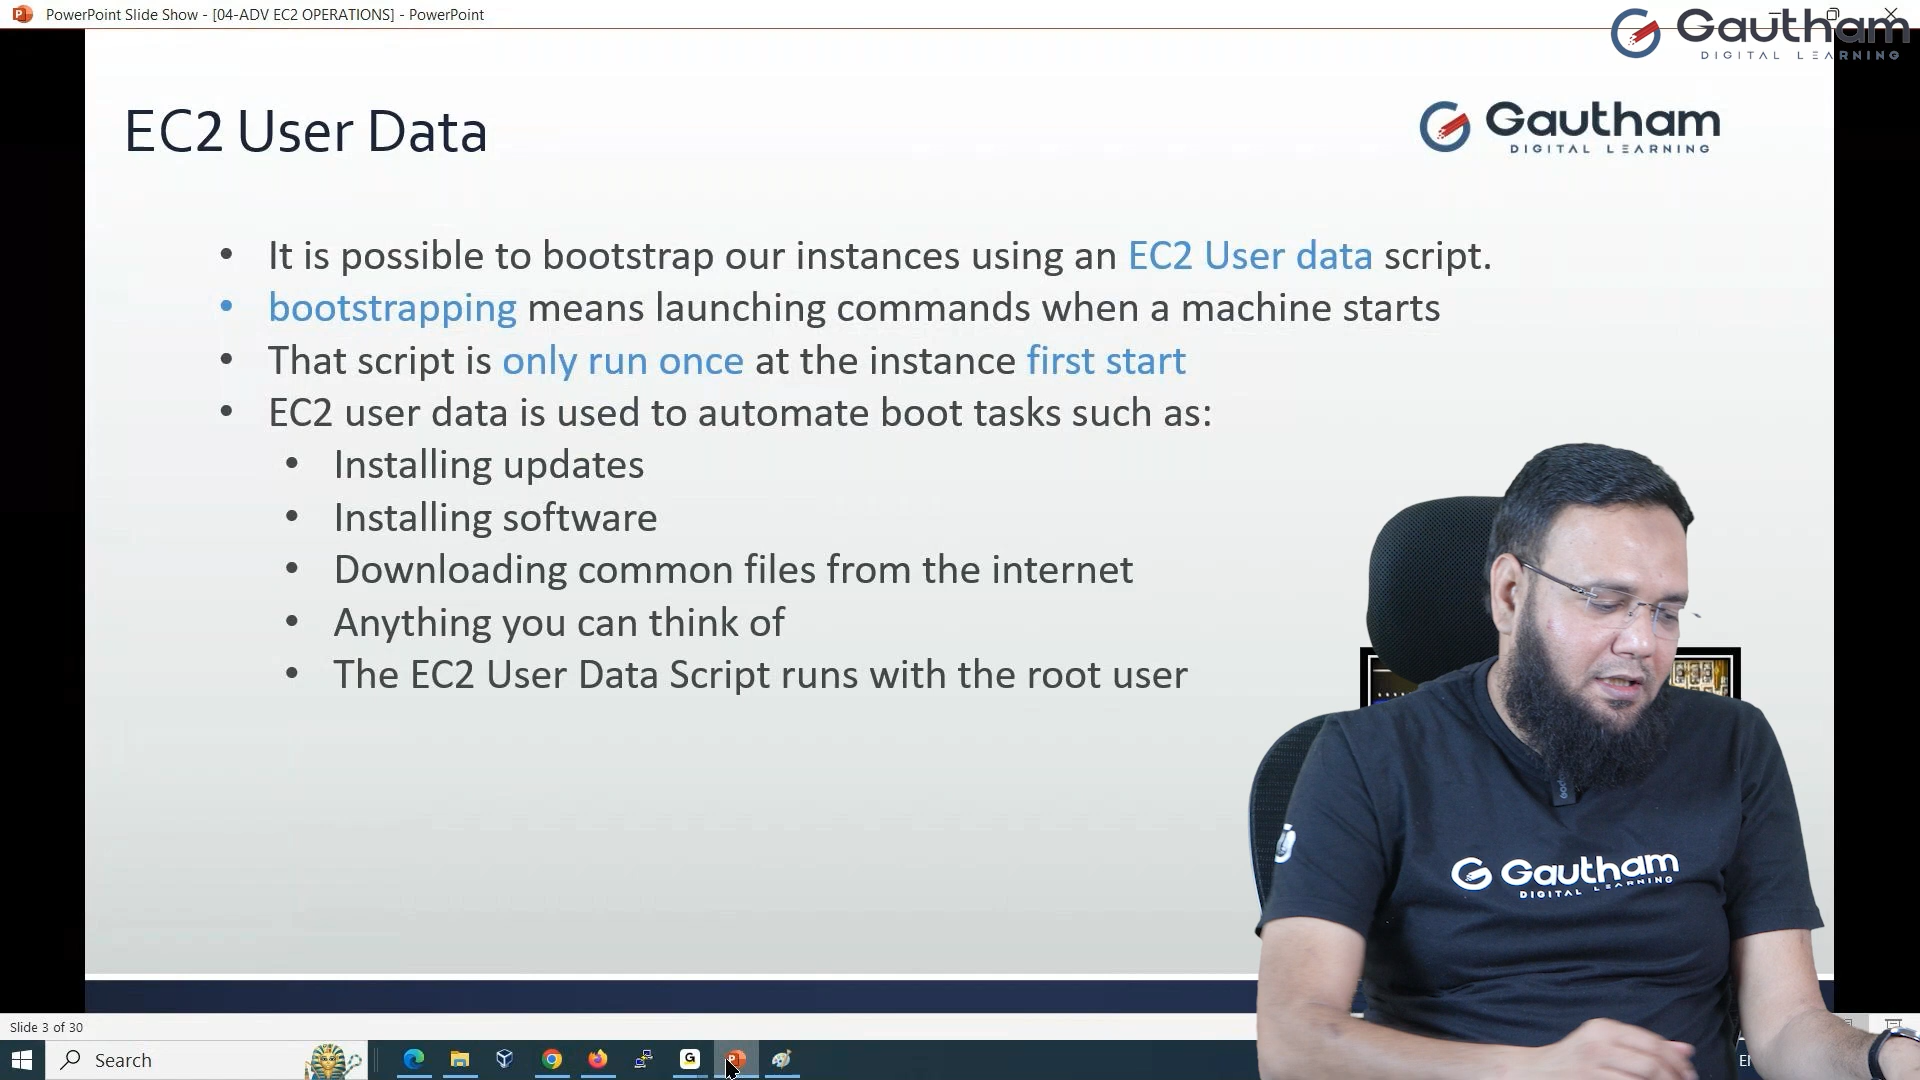 PowerPoint Slide Show - [04-ADV EC2 OPERATIONS] - PowerPoint
Gautham
DIGITAL LEARNING
EC2 User Data
Gautham
DIGITAL LEARNING
• It is possible to bootstrap our instances using an EC2 User data script.
• bootstrapping means launching commands when a machine starts
• That script is only run once at the instance first start
• EC2 user data is used to automate boot tasks such as:
• Installing updates
• Installing software
• Downloading common files from the internet
• Anything you can think of
• The EC2 User Data Script runs with the root user
Gautham
DIGITAL LEARNING
Slide 3 of 30
Search